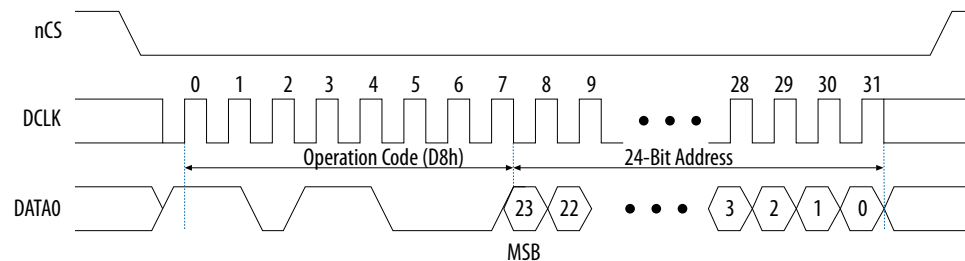 nCS
0 1 2 3 4 5 6 7 8 9 28 29 30 31
DCLK
Operation Code (D8h) 24-Bit Address
DATA0 23 22 3 2 1 0
MSB